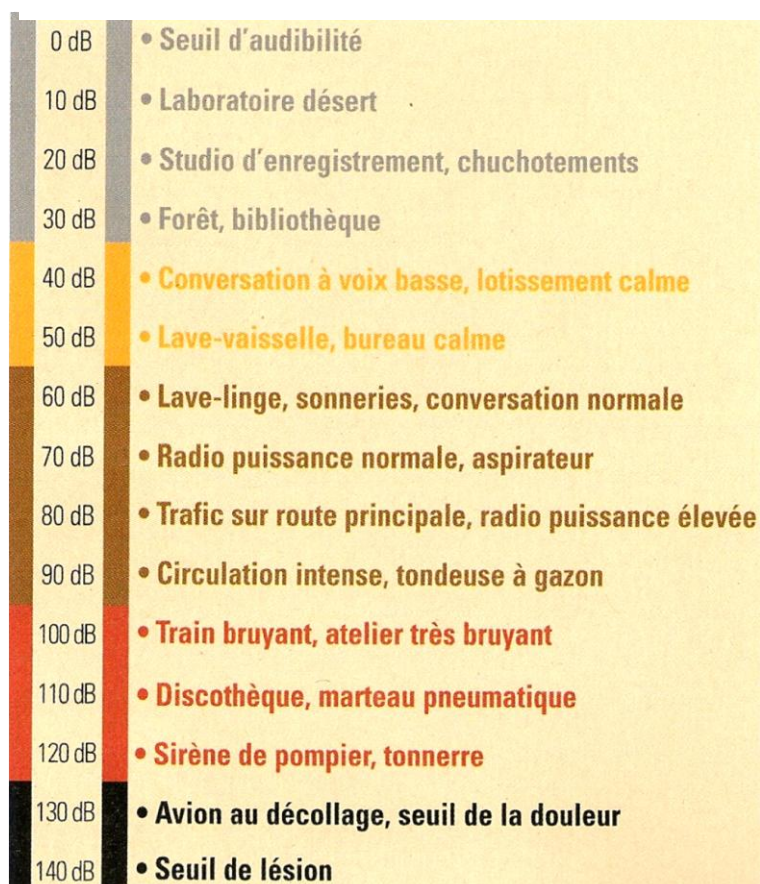 0 dB • Seuil d'audibilité
10 dB • Laboratoire désert
20 dB • Studio d'enregistrement, chuchotements
30 dB • Forêt, bibliothèque
40 dB • Conversation à voix basse, lotissement calme
50 dB • Lave-vaisselle, bureau calme
60 dB • Lave-linge, sonneries, conversation normale
70 dB • Radio puissance normale, aspirateur
80 dB • Trafic sur route principale, radio puissance élevée
90 dB • Circulation intense, tondeuse à gazon
100 dB • Train bruyant, atelier très bruyant
110 dB • Discothèque, marteau pneumatique
120 dB • Sirène de pompier, tonnerre
130 dB • Avion au décollage, seuil de la douleur
140 dB • Seuil de lésion